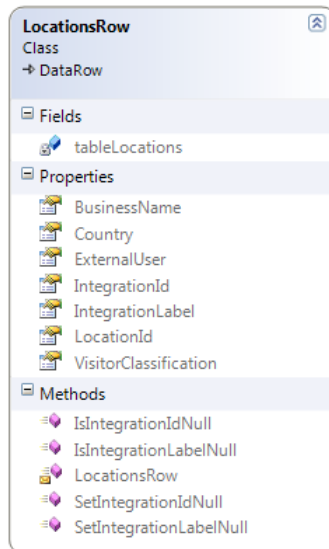 LocationsRow
Class
DataRow
Fields
tableLocations
Properties
BusinessName
Country
ExternalUser
IntegrationId
IntegrationLabel
LocationId
VisitorClassification
Methods
IsIntegrationIdNull
IsIntegrationLabelNull
LocationsRow
SetIntegrationIdNull
SetIntegrationLabelNull